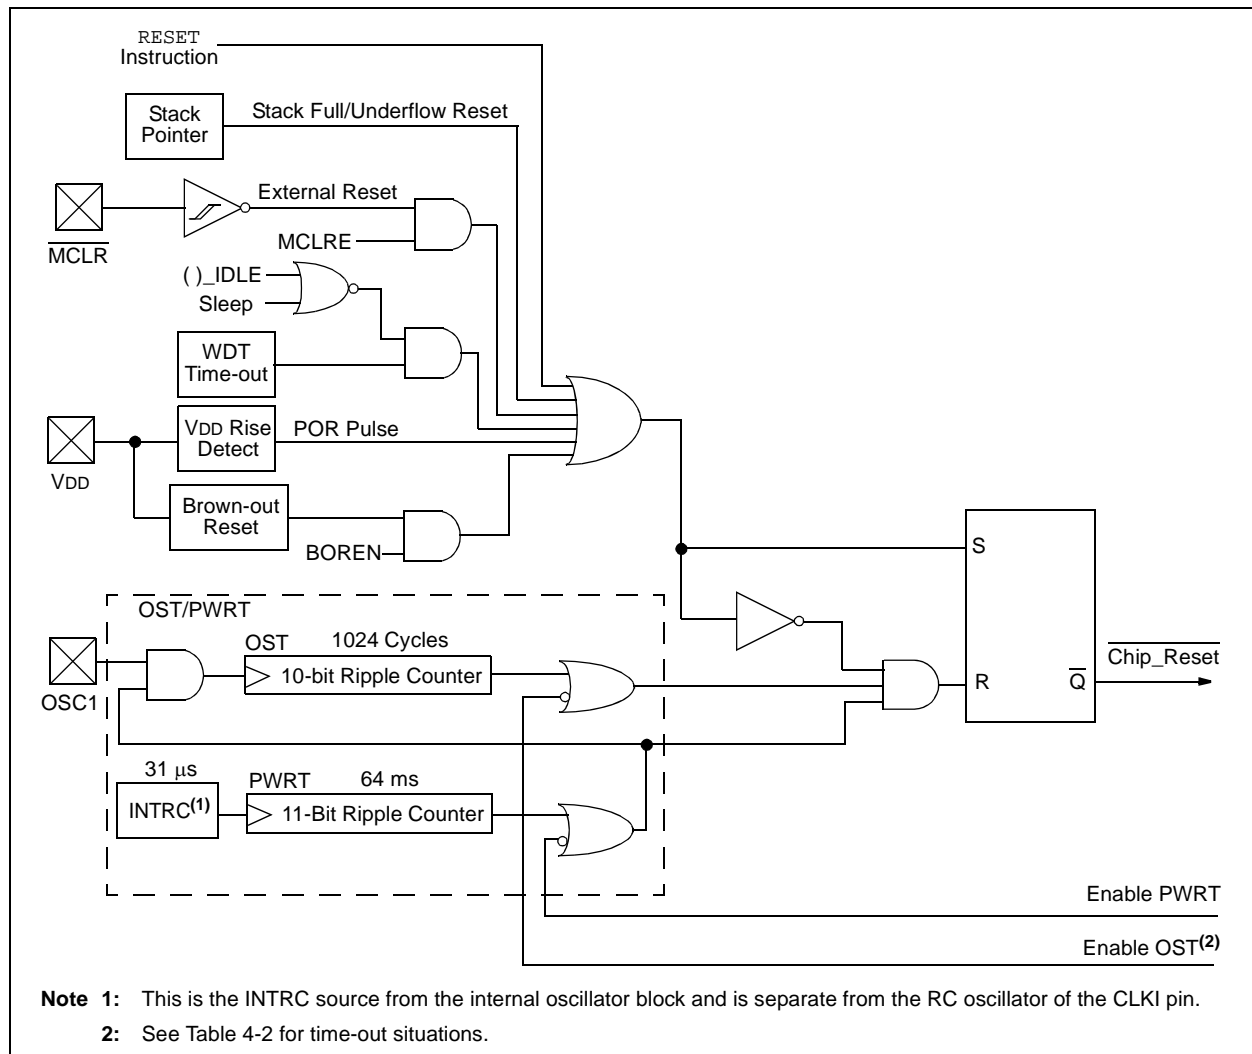 RESET
Instruction
Stack
Pointer
Stack Full/Underflow Reset
MCLR
External Reset
MCLRE
( )_IDLE
Sleep
WDT
Time-out
VDD
VDD Rise
Detect
POR Pulse
Brown-out
Reset
BOREN
S
R
Q
Chip_Reset
OST/PWRT
OSC1
OST
1024 Cycles
10-bit Ripple Counter
31 μs
INTRC(1)
PWRT
64 ms
11-Bit Ripple Counter
Enable PWRT
Enable OST(2)
Note 1: This is the INTRC source from the internal oscillator block and is separate from the RC oscillator of the CLKI pin.
2: See Table 4-2 for time-out situations.